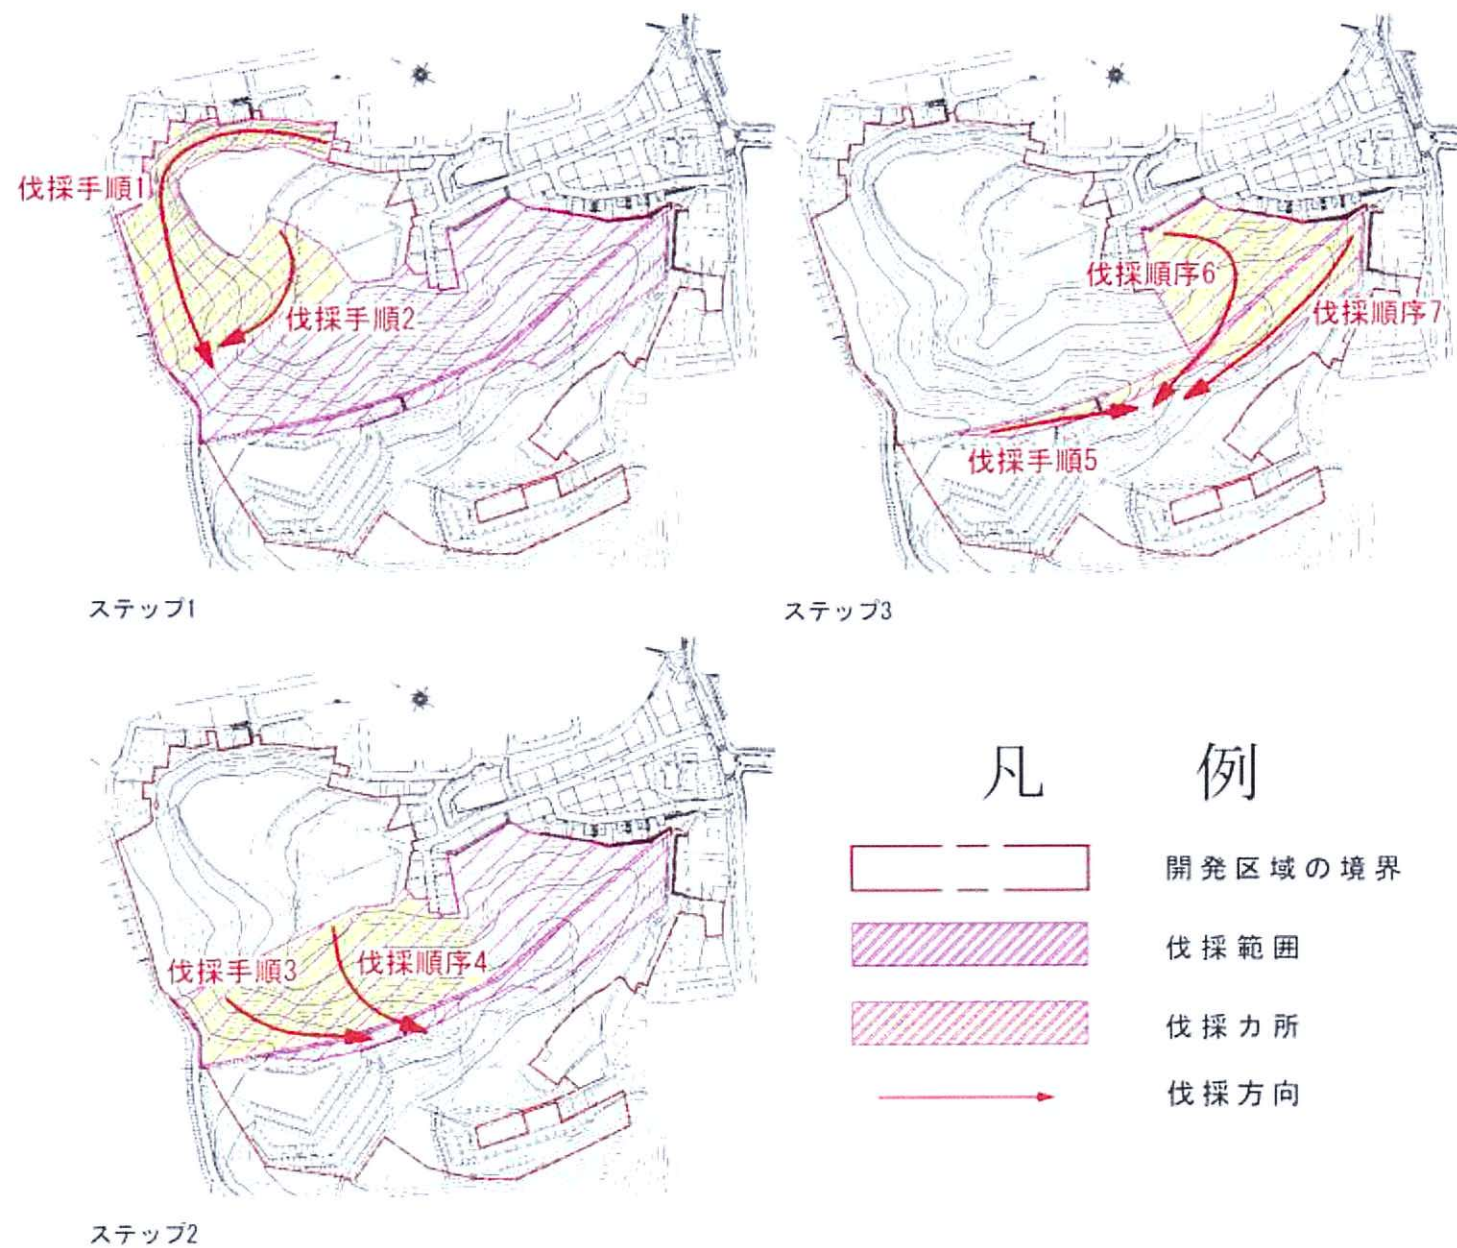 伐採手順1
伐採手順2
ステップ1
伐採順序6
伐採順序7
伐採手順5
ステップ3
伐採手順3
伐採順序4
ステップ2
凡 例
開発区域の境界
伐採範囲
伐採カ所
伐採方向